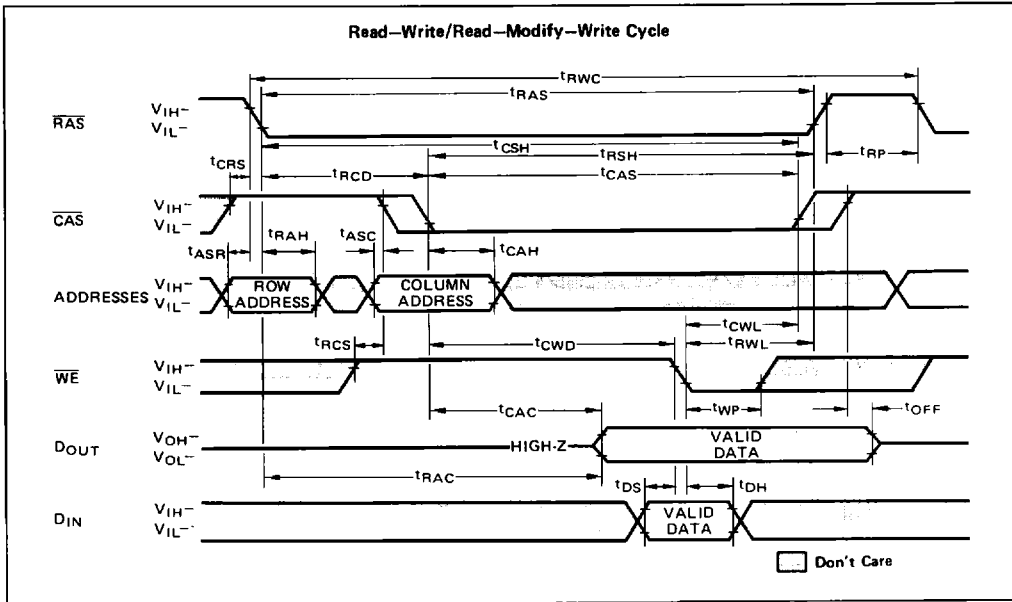 Read–Write/Read–Modify–Write Cycle
tRWC
tRAS
RAS
VIH–
VIL–
tCSH
tRSH
tRP
tCRS
tRCD
tCAS
CAS
VIH–
VIL–
tASR
tRAH
tASC
tCAH
ADDRESSES
VIH–
VIL–
ROW
ADDRESS
COLUMN
ADDRESS
tCWL
tRCS
tCWD
tRWL
WE
VIH–
VIL–
tWP
tOFF
tCAC
DOUT
VOH–
VOL–
HIGH-Z
VALID
DATA
tRAC
tDS
tDH
DIN
VIH–
VIL–
VALID
DATA
Don't Care